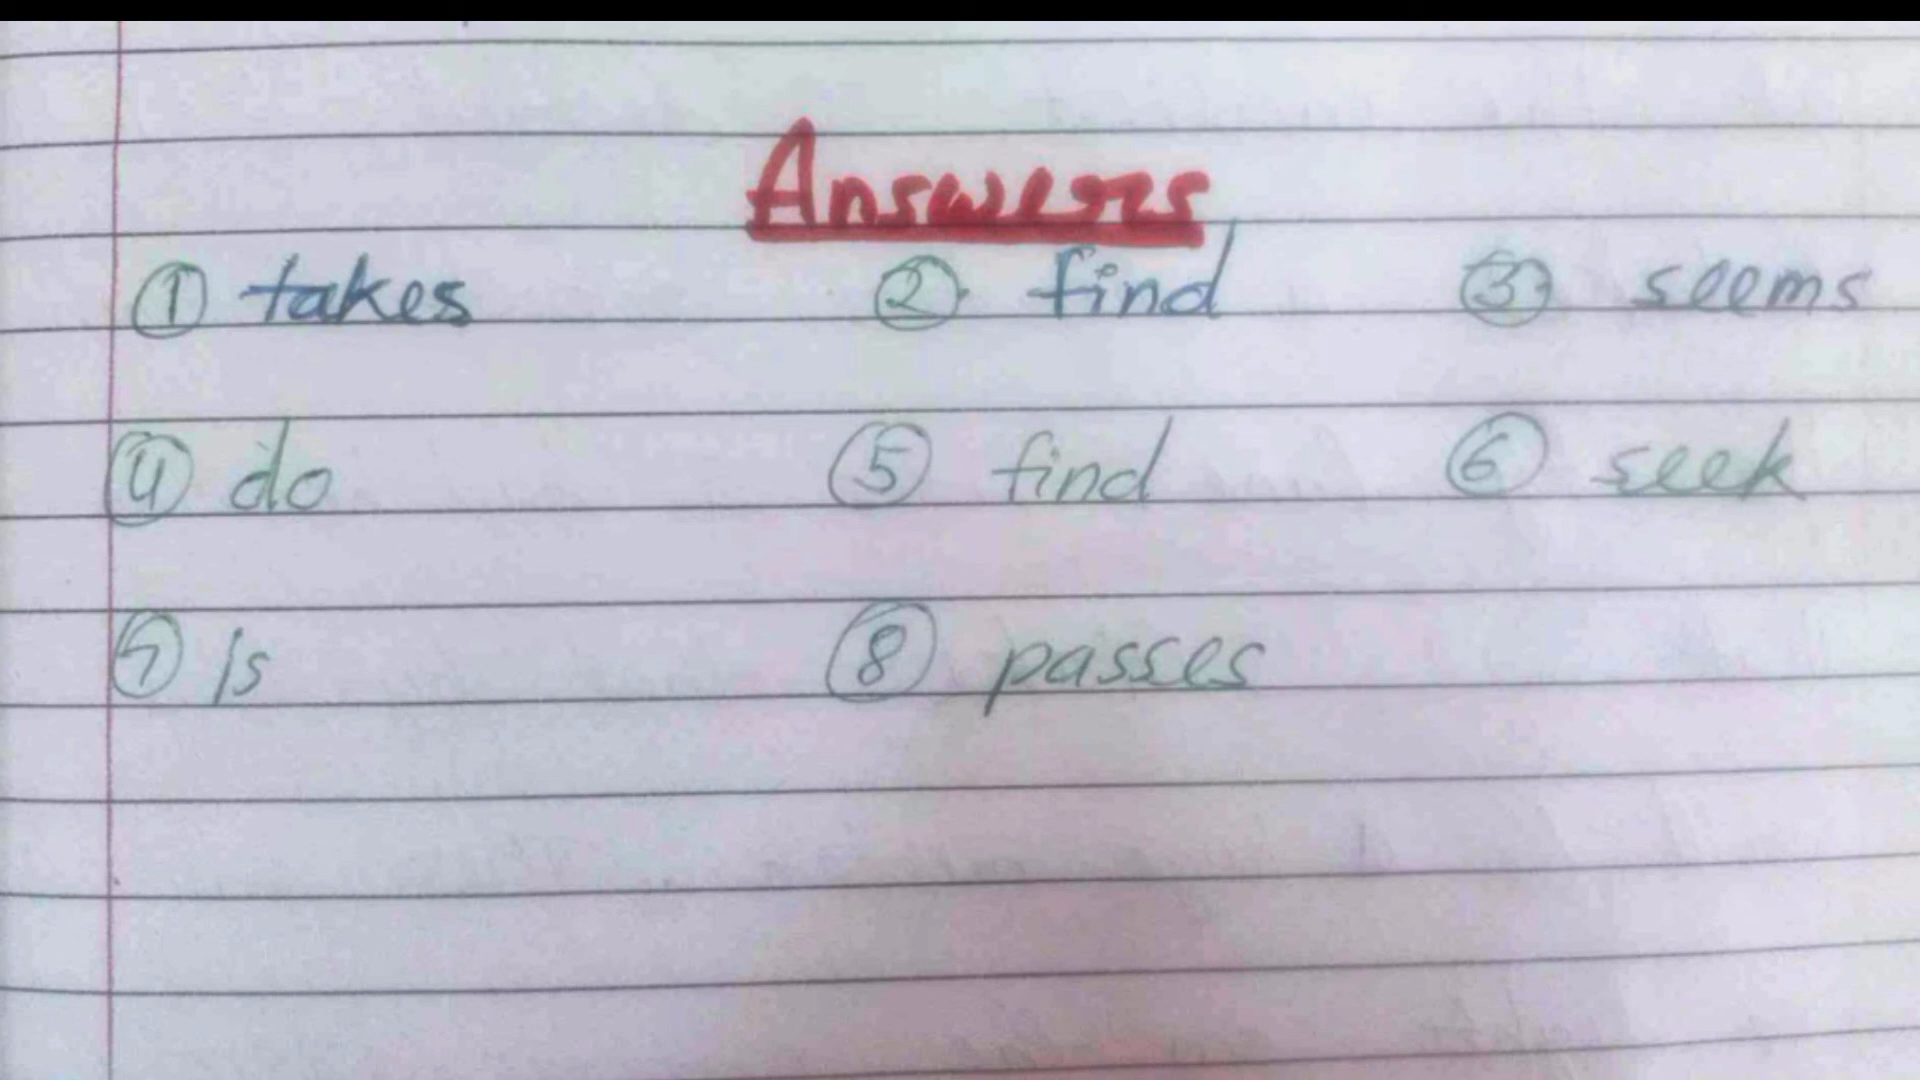 Answers
① takes ② find ③ seems
④ do ⑤ find ⑥ seek
⑦ is ⑧ passes